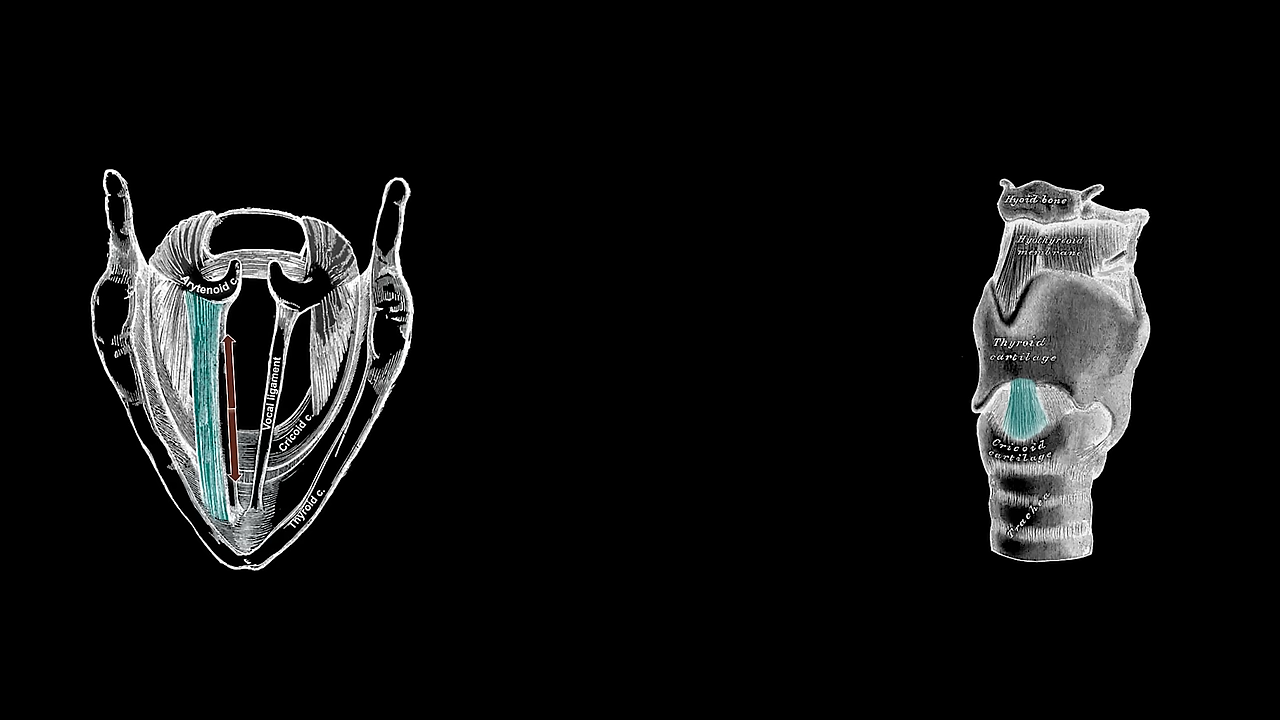 Arytenoid c.
Vocal ligament
Cricoid c.
Thyroid c.
Hyoid bone
Hyothyroid
membrane
Thyroid
cartilage
Cricoid
cartilage
Trachea